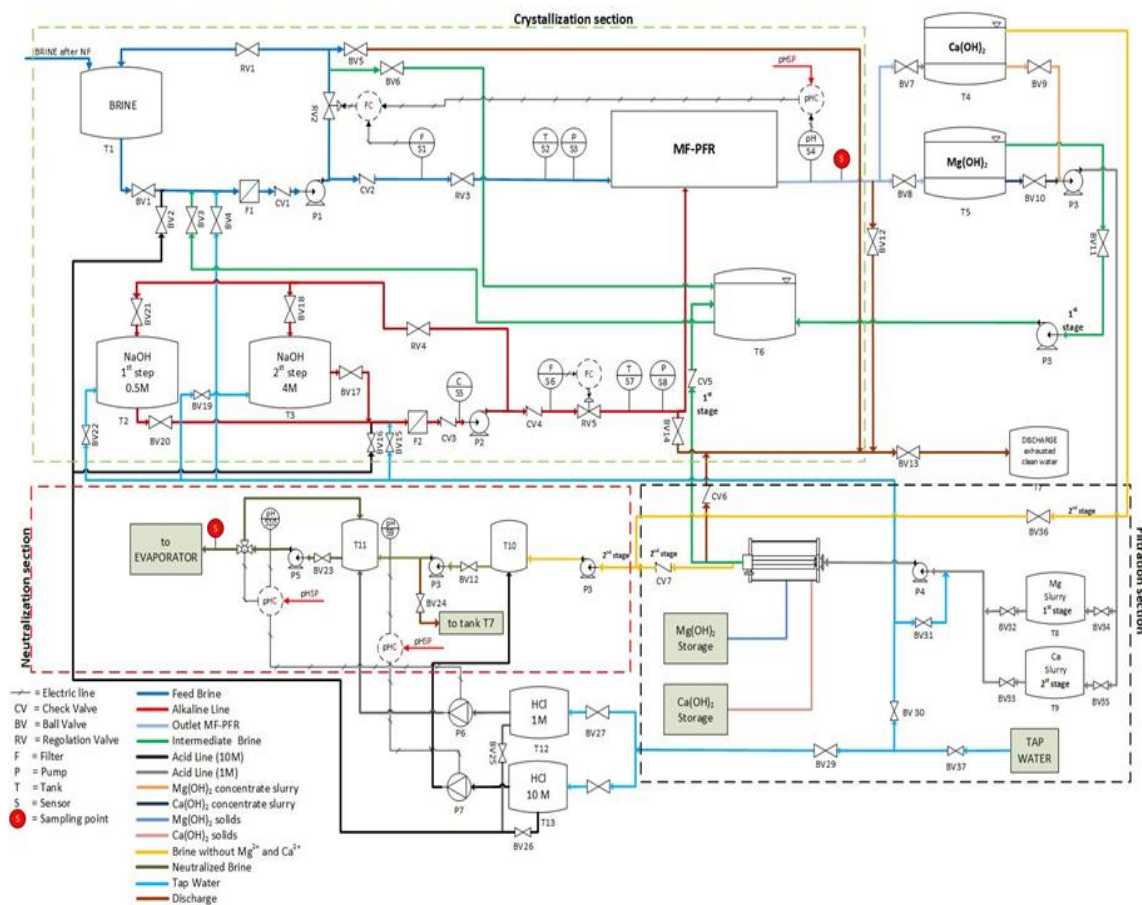 Crystallization section
BRINE after NF
BRINE
T1
RV1
BV5
BV6
RV2
FC
F
S1
T
S2
P
S3
pHSP
pHC
pH
S4
S
MF-PFR
BV1
BV2
BV3
BV4
F1
CV1
P1
CV2
RV3
BV7
Ca(OH)2
T4
BV9
BV8
Mg(OH)2
T5
BV10
P3
BV11
BV12
1st
stage
P3
T6
BV21
BV18
RV4
NaOH
1st step
0.5M
T2
NaOH
2nd step
4M
T3
BV19
BV17
BV20
BV22
BV16
BV15
F2
C
S5
CV3
P2
CV4
F
S6
FC
RV5
T
S7
P
S8
CV5
1st
stage
BV14
BV13
DISCHARGE
exhausted
clean water
T7
CV6
Neutralization section
to
EVAPORATOR
S
pH
S10
P5
BV23
T11
pH
S9
P3
BV12
T10
BV24
to tank T7
pHC
pHSP
pHC
pHSP
2nd stage
P3
2nd stage
CV7
BV36
2nd stage
Filtration section
P4
BV31
Mg
Slurry
1st stage
T8
BV32
BV34
Ca
Slurry
2nd stage
T9
BV33
BV35
Mg(OH)2
Storage
Ca(OH)2
Storage
BV 30
BV29
BV37
TAP
WATER
P6
HCl
1M
T12
BV27
BV25
P7
HCl
10 M
T13
BV26
= Electric line
CV = Check Valve
BV = Ball Valve
RV = Regolation Valve
F = Filter
P = Pump
T = Tank
S = Sensor
S = Sampling point
= Feed Brine
= Alkaline Line
= Outlet MF-PFR
= Intermediate Brine
= Acid Line (10M)
= Acid Line (1M)
= Mg(OH)2 concentrate slurry
= Ca(OH)2 concentrate slurry
= Mg(OH)2 solids
= Ca(OH)2 solids
= Brine without Mg2+ and Ca2+
= Neutralized Brine
= Tap Water
= Discharge